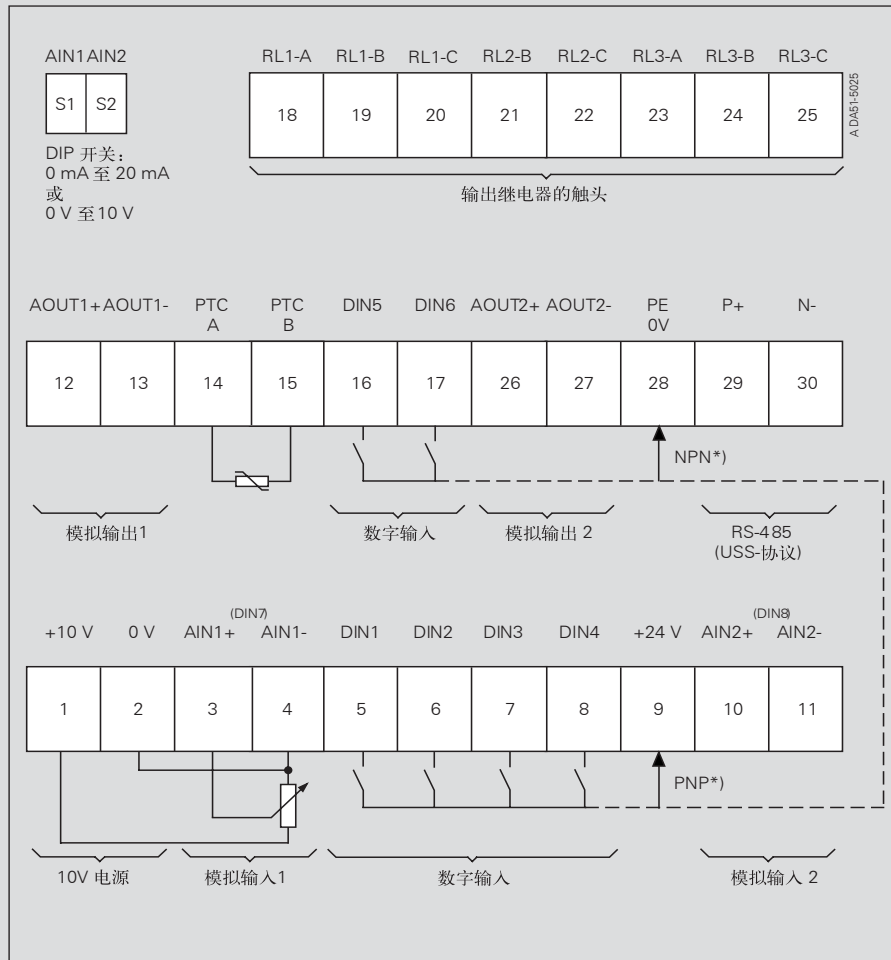 AIN1 AIN2
S1 S2
DIP 开关：
0 mA 至 20 mA
或
0 V 至10 V
RL1-A RL1-B RL1-C RL2-B RL2-C RL3-A RL3-B RL3-C
18 19 20 21 22 23 24 25
A DA51-5025
输出继电器的触头
AOUT1+ AOUT1- PTC A PTC B DIN5 DIN6 AOUT2+ AOUT2- PE 0V P+ N-
12 13 14 15 16 17 26 27 28 29 30
NPN*)
模拟输出1 数字输入 模拟输出 2 RS-485
(USS-协议)
(DIN7) (DIN8)
+10 V 0 V AIN1+ AIN1- DIN1 DIN2 DIN3 DIN4 +24 V AIN2+ AIN2-
1 2 3 4 5 6 7 8 9 10 11
PNP*)
10V 电源 模拟输入1 数字输入 模拟输入 2